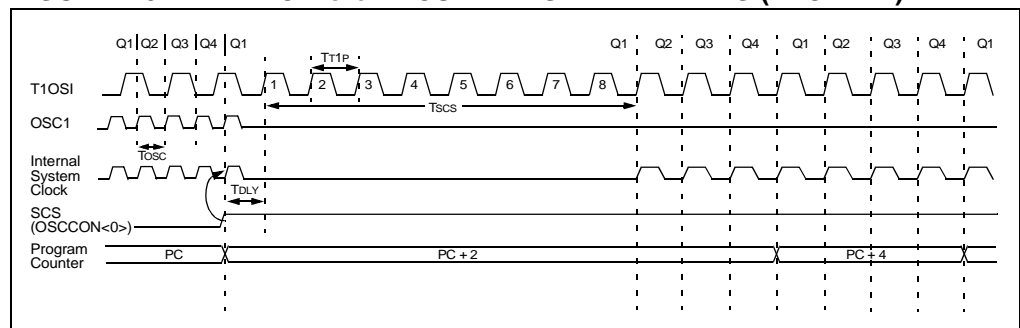 Q1 Q2 Q3 Q4 Q1 Q1 Q2 Q3 Q4 Q1 Q2 Q3 Q4 Q1
TT1P
T1OSI 1 2 3 4 5 6 7 8
TSCS
OSC1
TOSC
Internal
System
Clock
TDLY
SCS
(OSCCON<0>)
Program
Counter
PC PC + 2 PC + 4